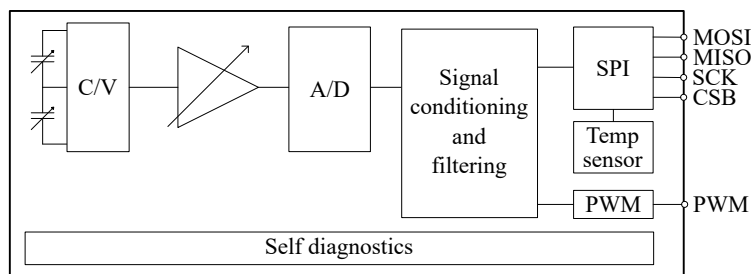 C/V
A/D
Signal
conditioning
and
filtering
SPI
MOSI
MISO
SCK
CSB
Temp
sensor
PWM
PWM
Self diagnostics